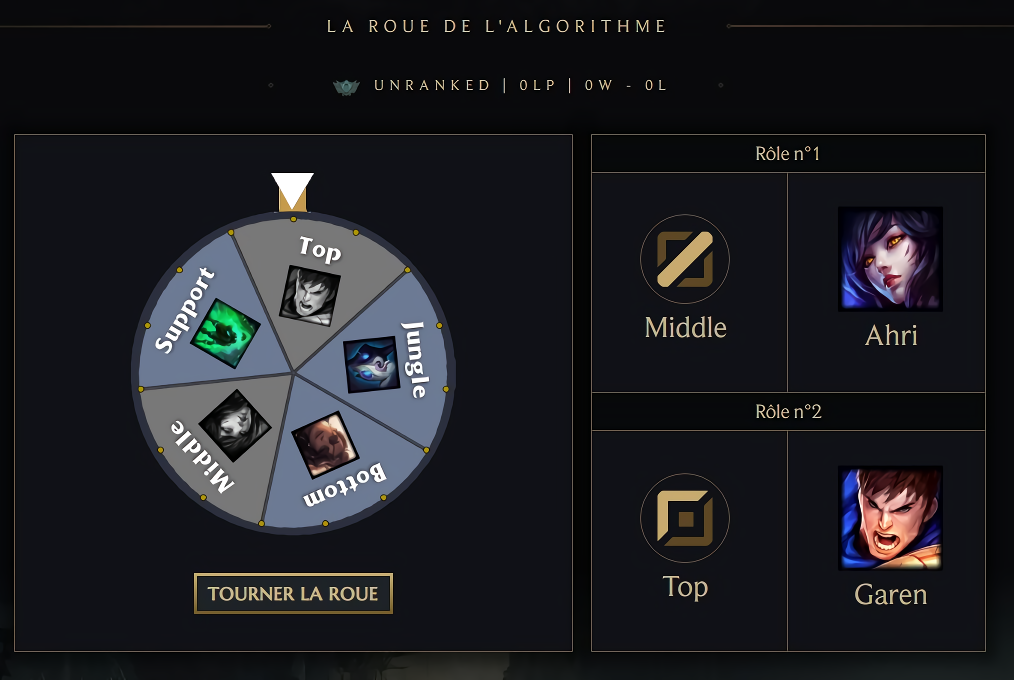 LA ROUE DE L'ALGORITHME
UNRANKED | 0LP | 0W - 0L
Top
Jungle
Bottom
Middle
Support
TOURNER LA ROUE
Rôle n°1
Middle
Ahri
Rôle n°2
Top
Garen